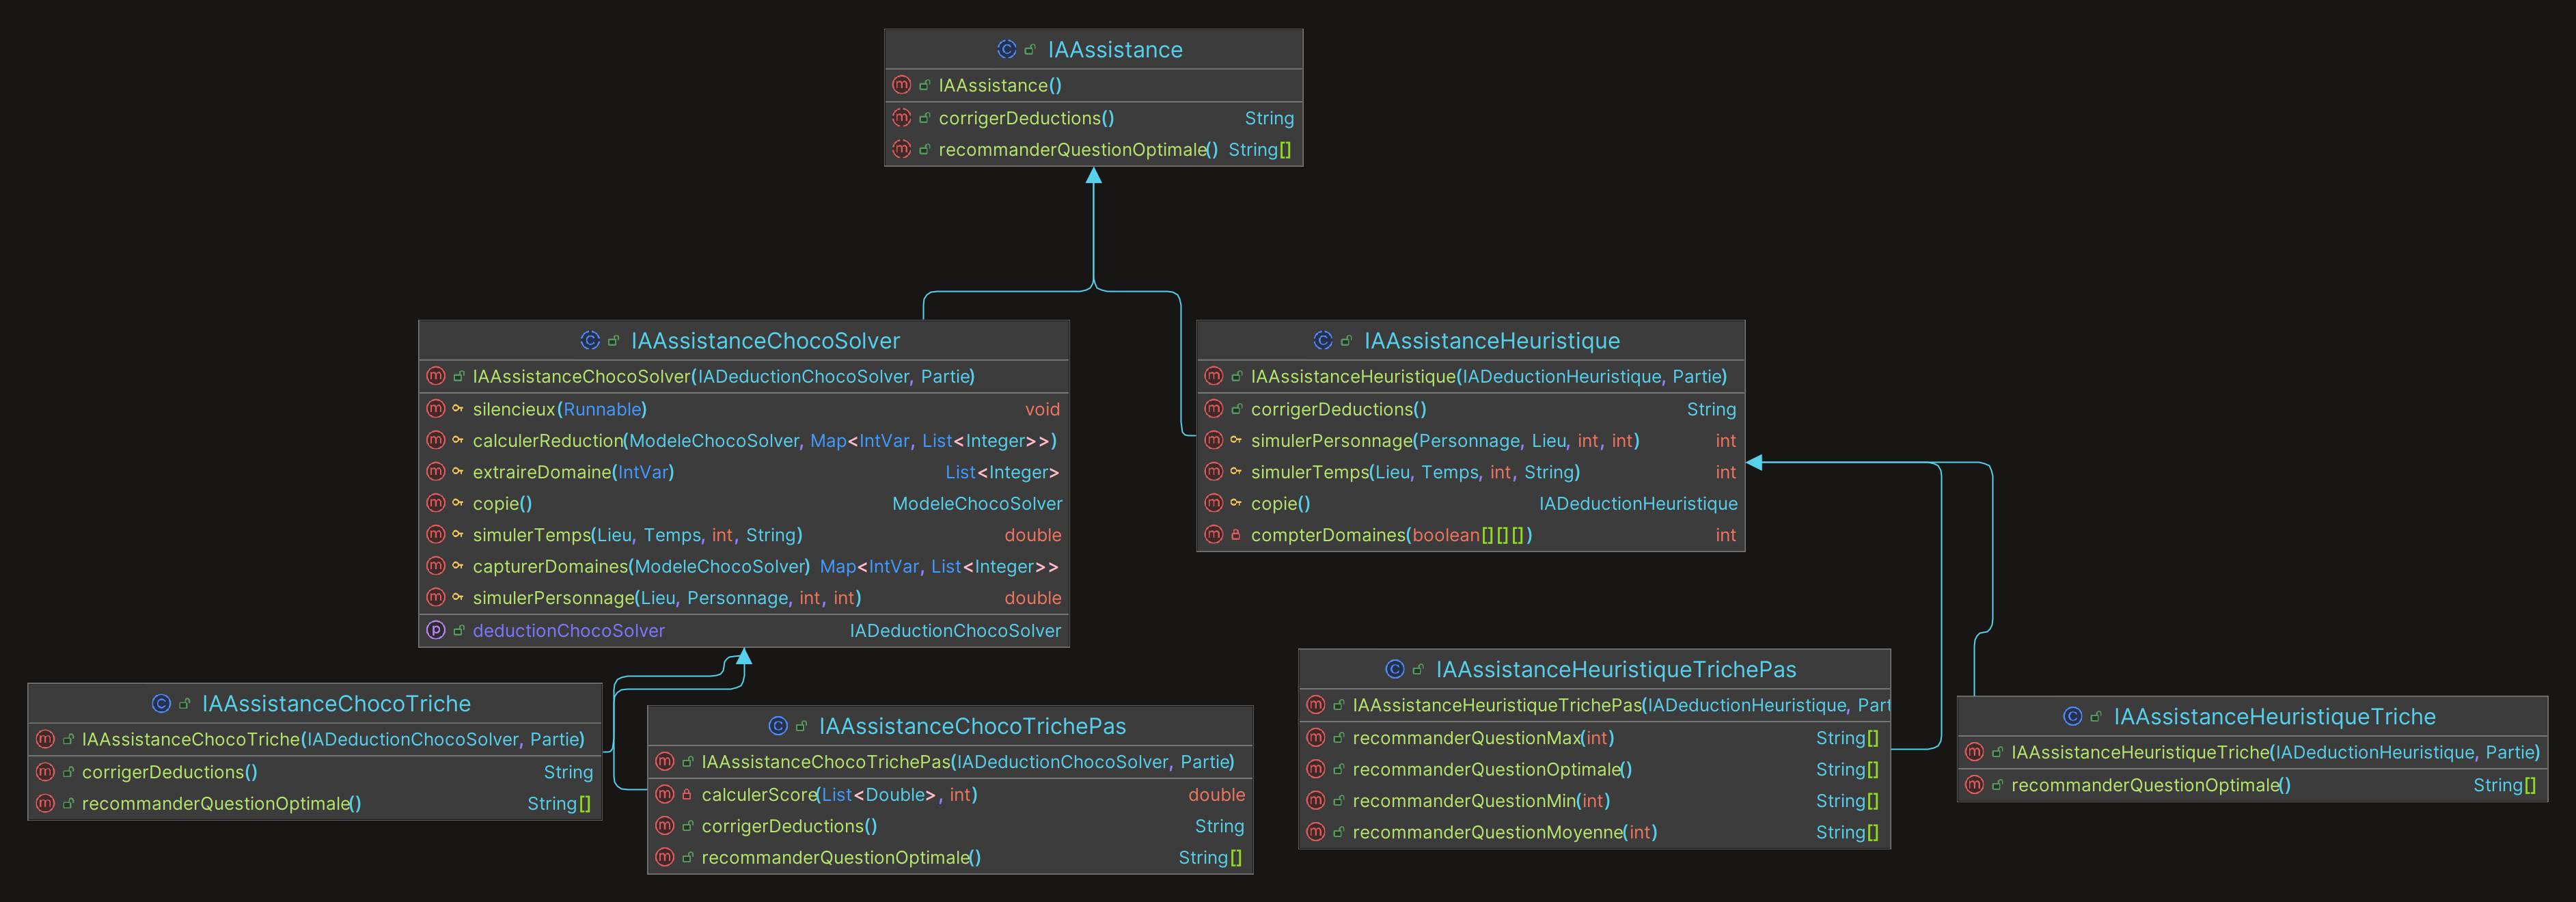 IAAssistance
IAAssistance()
corrigerDeductions() String
recommanderQuestionOptimale() String[]
IAAssistanceChocoSolver
IAAssistanceChocoSolver(IADeductionChocoSolver, Partie)
silencieux(Runnable) void
calculerReduction(ModeleChocoSolver, Map<IntVar, List<Integer>>)
extraireDomaine(IntVar) List<Integer>
copie() ModeleChocoSolver
simulerTemps(Lieu, Temps, int, String) double
capturerDomaines(ModeleChocoSolver) Map<IntVar, List<Integer>>
simulerPersonnage(Lieu, Personnage, int, int) double
deductionChocoSolver IADeductionChocoSolver
IAAssistanceHeuristique
IAAssistanceHeuristique(IADeductionHeuristique, Partie)
corrigerDeductions() String
simulerPersonnage(Personnage, Lieu, int, int) int
simulerTemps(Lieu, Temps, int, String) int
copie() IADeductionHeuristique
compterDomaines(boolean[][][]) int
IAAssistanceChocoTriche
IAAssistanceChocoTriche(IADeductionChocoSolver, Partie)
corrigerDeductions() String
recommanderQuestionOptimale() String[]
IAAssistanceChocoTrichePas
IAAssistanceChocoTrichePas(IADeductionChocoSolver, Partie)
calculerScore(List<Double>, int) double
corrigerDeductions() String
recommanderQuestionOptimale() String[]
IAAssistanceHeuristiqueTrichePas
IAAssistanceHeuristiqueTrichePas(IADeductionHeuristique, Part
recommanderQuestionMax(int) String[]
recommanderQuestionOptimale() String[]
recommanderQuestionMin(int) String[]
recommanderQuestionMoyenne(int) String[]
IAAssistanceHeuristiqueTriche
IAAssistanceHeuristiqueTriche(IADeductionHeuristique, Partie)
recommanderQuestionOptimale() String[]